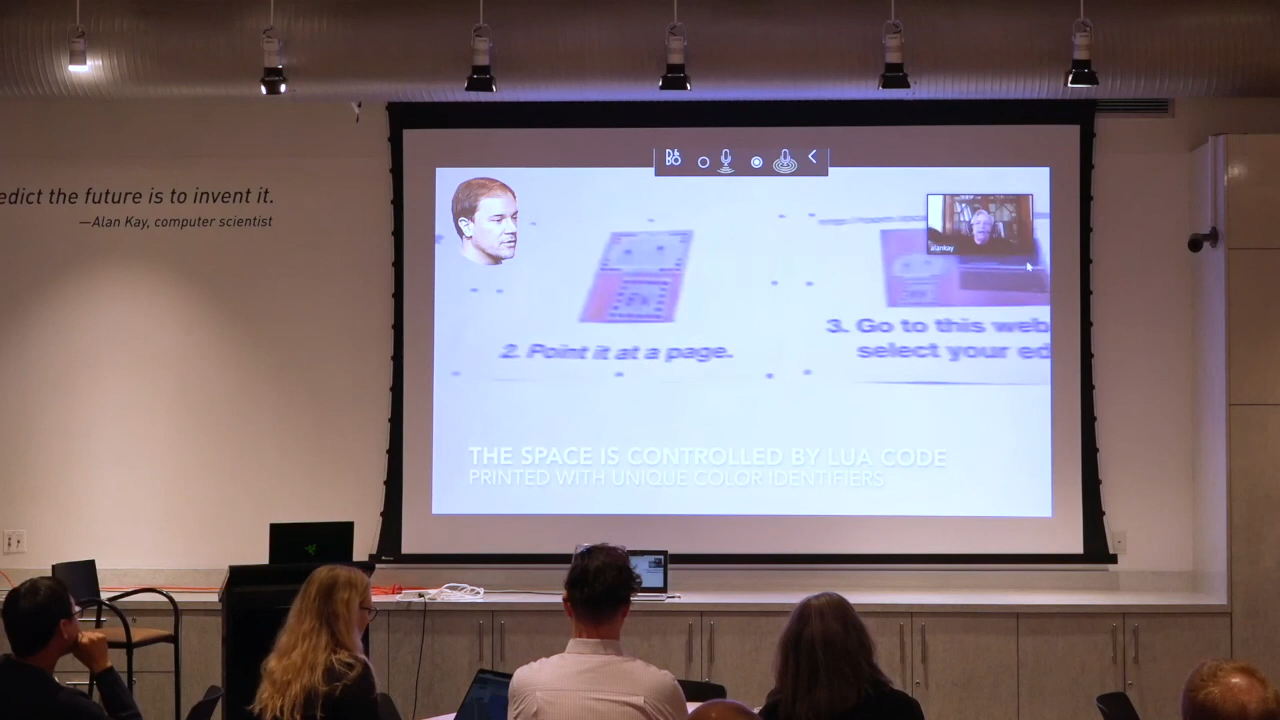 edict the future is to invent it.
—Alan Kay, computer scientist
alankay
2. Point it at a page.
3. Go to this web
select your ed
THE SPACE IS CONTROLLED BY LUA CODE
PRINTED WITH UNIQUE COLOR IDENTIFIERS